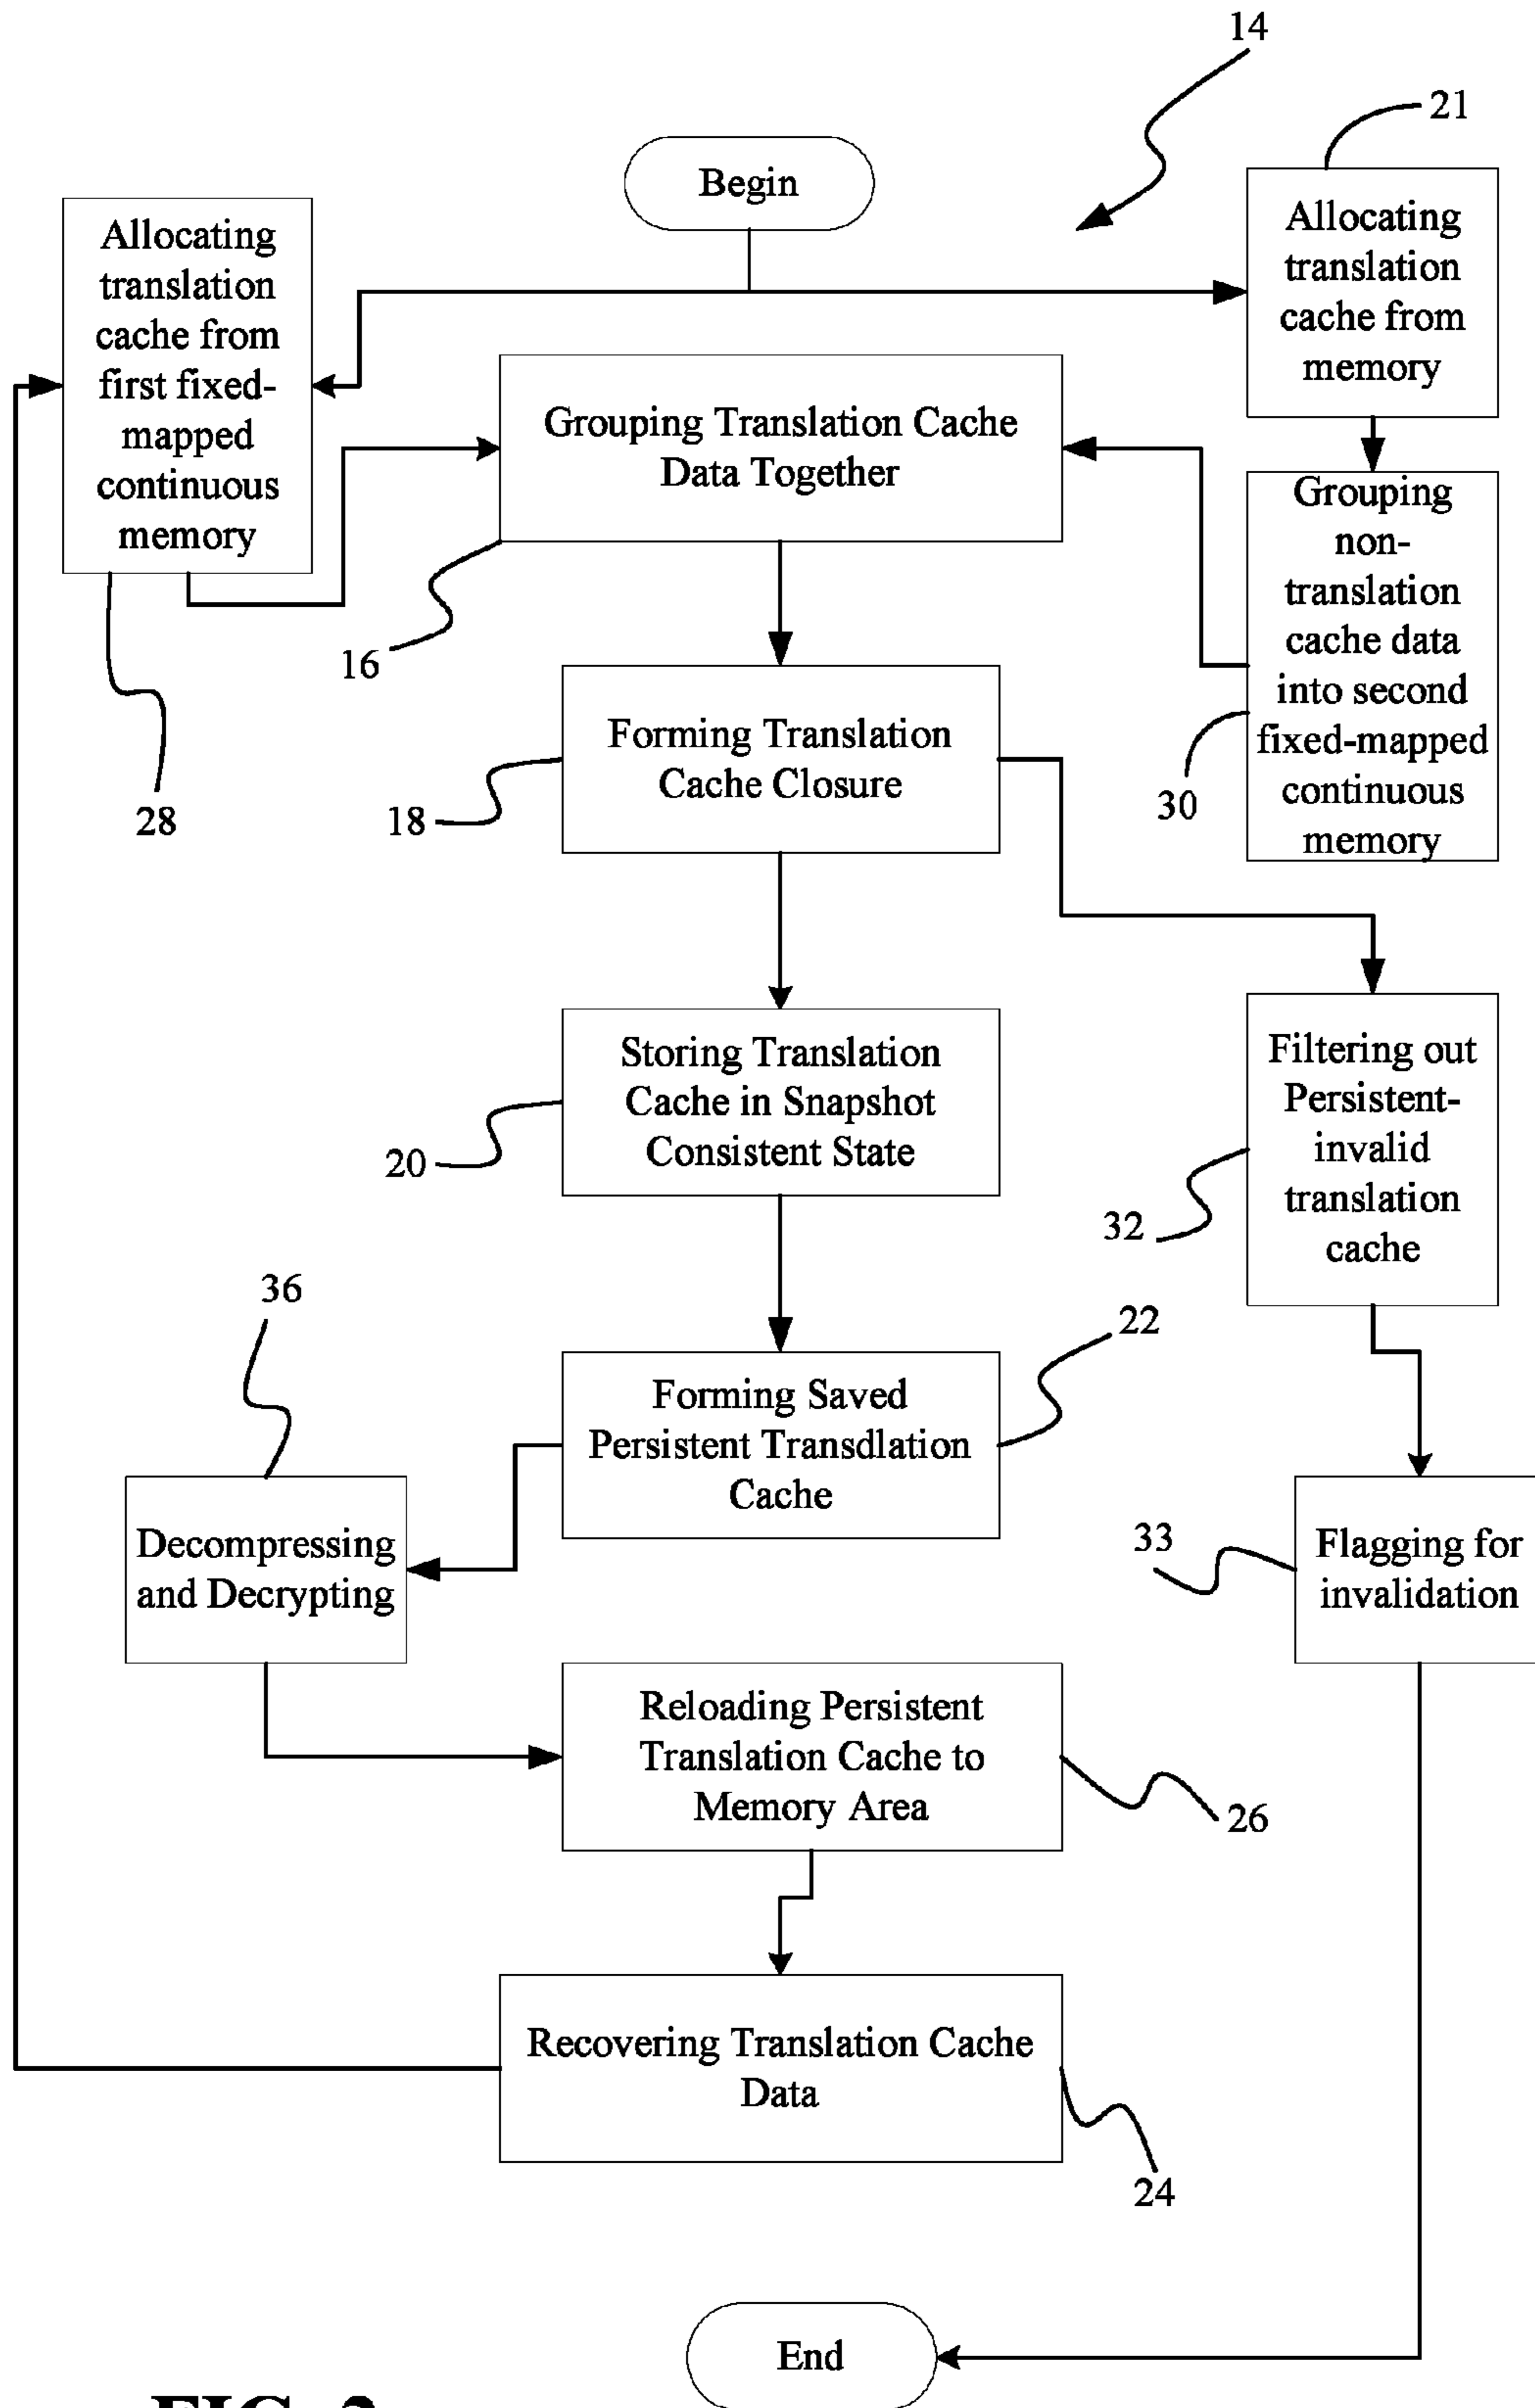 14
21
Begin
Allocating
translation
cache from
first fixed-
mapped
continuous
memory
Allocating
translation
cache from
memory
Grouping Translation Cache
Data Together
Grouping
non-
translation
cache data
into second
fixed-mapped
continuous
memory
16
28
Forming Translation
Cache Closure
18
30
Storing Translation
Cache in Snapshot
Consistent State
20
Filtering out
Persistent-
invalid
translation
cache
32
36
22
Forming Saved
Persistent Transdlation
Cache
Decompressing
and Decrypting
33
Flagging for
invalidation
Reloading Persistent
Translation Cache to
Memory Area
26
Recovering Translation Cache
Data
24
End